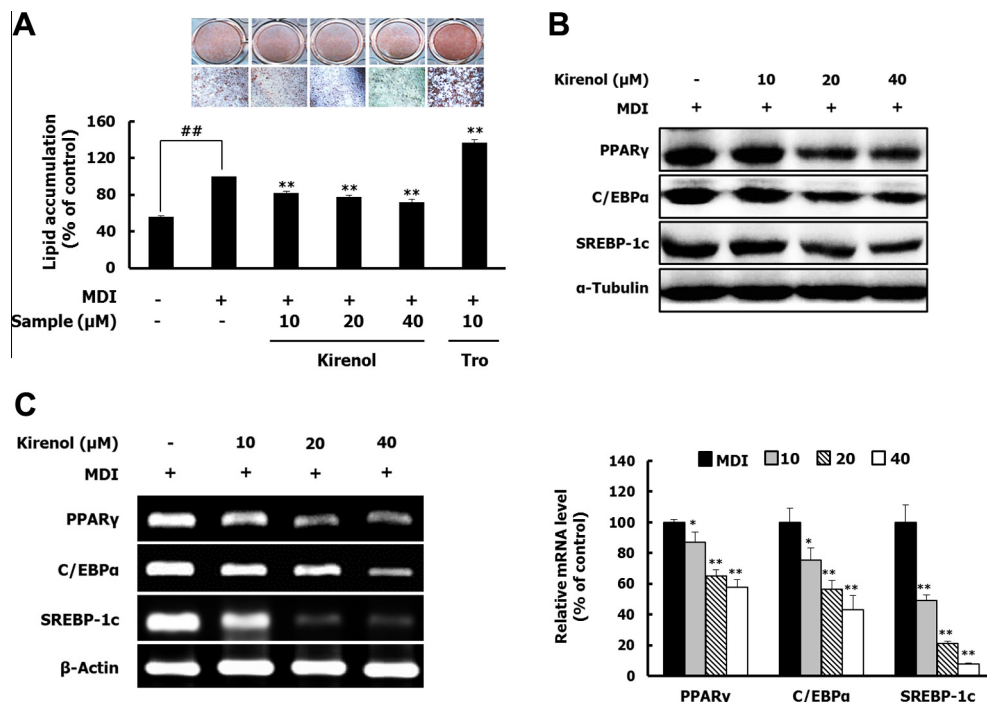 A
Lipid accumulation
(% of control)
160
120
80
40
0
##
**
**
**
**
MDI - + + + + +
Sample (μM) - - 10 20 40 10
Kirenol Tro
B
Kirenol (μM) - 10 20 40
MDI + + + +
PPARγ
C/EBPα
SREBP-1c
α-Tubulin
C
Kirenol (μM) - 10 20 40
MDI + + + +
PPARγ
C/EBPα
SREBP-1c
β-Actin
Relative mRNA level
(% of control)
140
120
100
80
60
40
20
0
MDI 10 20 40
* ** **
* ** **
** ** **
PPARγ C/EBPα SREBP-1c